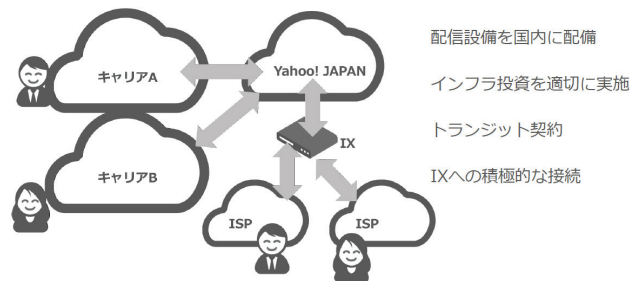 キャリアA
Yahoo! JAPAN
キャリアB
IX
ISP
ISP
配信設備を国内に配備
インフラ投資を適切に実施
トランジット契約
IXへの積極的な接続